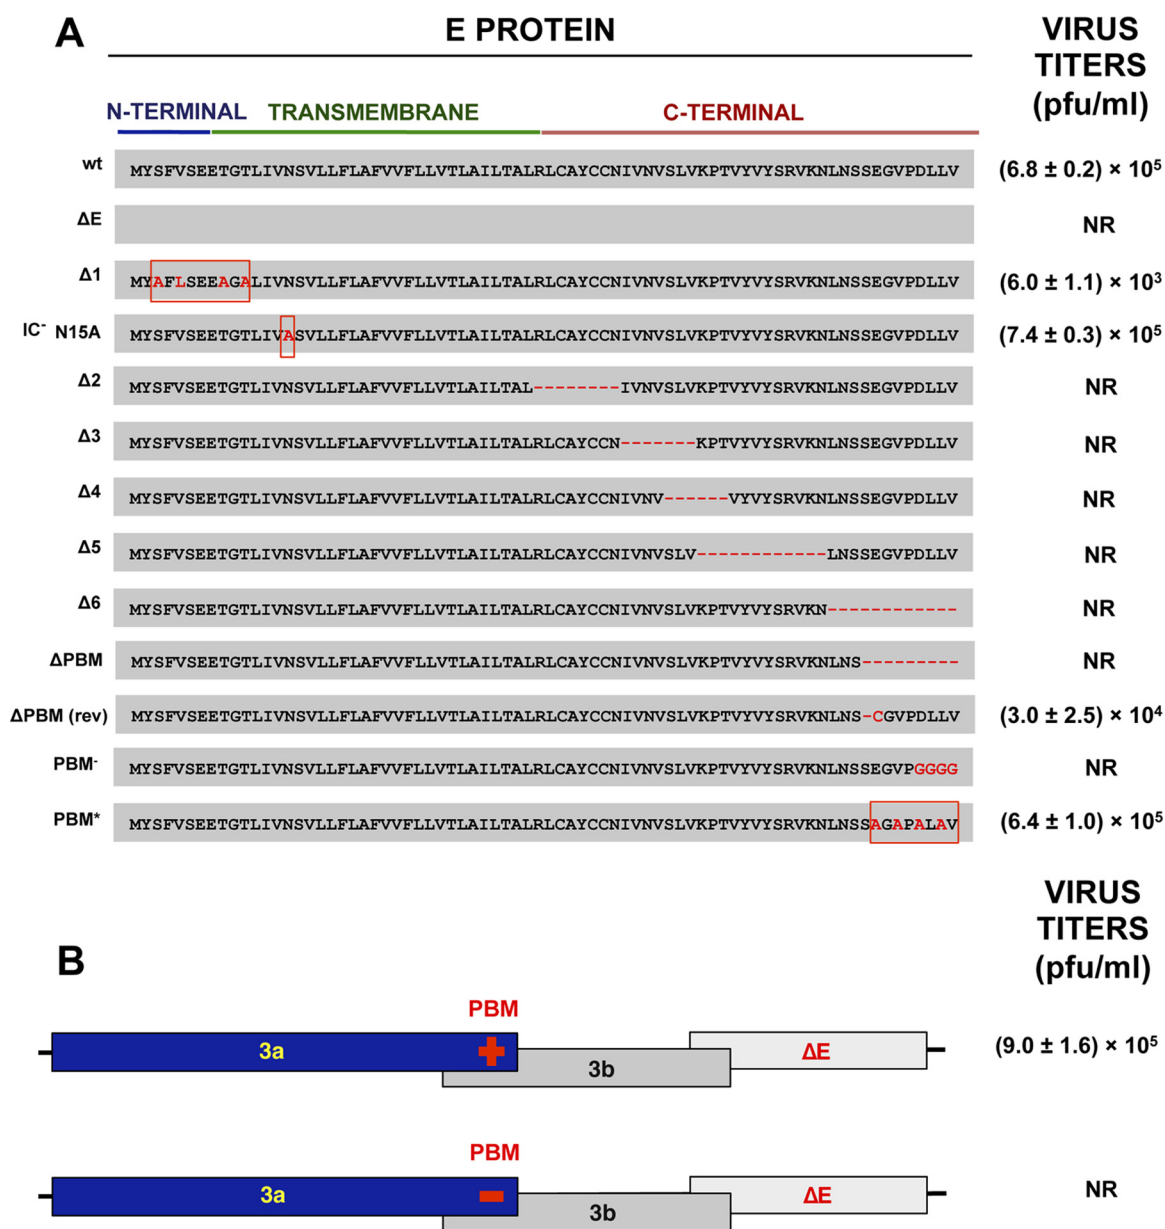 A
E PROTEIN
VIRUS
TITERS
(pfu/ml)
N-TERMINAL TRANSMEMBRANE C-TERMINAL
wt MYSFVSEETGTLIVNSVLLFLAFVVFLLVTLAILTALRLCAYCCNIVNVSLVKPTVYVYSRVKNLNSSEGVPDLLV (6.8 ± 0.2) × 10⁵
ΔE NR
Δ1 MYAFLSEEAGALIVNSVLLFLAFVVFLLVTLAILTALRLCAYCCNIVNVSLVKPTVYVYSRVKNLNSSEGVPDLLV (6.0 ± 1.1) × 10³
IC⁻ N15A MYSFVSEETGTLIVASVLLFLAFVVFLLVTLAILTALRLCAYCCNIVNVSLVKPTVYVYSRVKNLNSSEGVPDLLV (7.4 ± 0.3) × 10⁵
Δ2 MYSFVSEETGTLIVNSVLLFLAFVVFLLVTLAILTAL--------IVNVSLVKPTVYVYSRVKNLNSSEGVPDLLV NR
Δ3 MYSFVSEETGTLIVNSVLLFLAFVVFLLVTLAILTALRLCAYCCN-------KPTVYVYSRVKNLNSSEGVPDLLV NR
Δ4 MYSFVSEETGTLIVNSVLLFLAFVVFLLVTLAILTALRLCAYCCNIVNV------VYVYSRVKNLNSSEGVPDLLV NR
Δ5 MYSFVSEETGTLIVNSVLLFLAFVVFLLVTLAILTALRLCAYCCNIVNVSLV------------LNSSEGVPDLLV NR
Δ6 MYSFVSEETGTLIVNSVLLFLAFVVFLLVTLAILTALRLCAYCCNIVNVSLVKPTVYVYSRVKN------------ NR
ΔPBM MYSFVSEETGTLIVNSVLLFLAFVVFLLVTLAILTALRLCAYCCNIVNVSLVKPTVYVYSRVKNLNS--------- NR
ΔPBM (rev) MYSFVSEETGTLIVNSVLLFLAFVVFLLVTLAILTALRLCAYCCNIVNVSLVKPTVYVYSRVKNLNS-CGVPDLLV (3.0 ± 2.5) × 10⁴
PBM⁻ MYSFVSEETGTLIVNSVLLFLAFVVFLLVTLAILTALRLCAYCCNIVNVSLVKPTVYVYSRVKNLNSSEGVPGGGG NR
PBM* MYSFVSEETGTLIVNSVLLFLAFVVFLLVTLAILTALRLCAYCCNIVNVSLVKPTVYVYSRVKNLNSSAGAPALAV (6.4 ± 1.0) × 10⁵
VIRUS
TITERS
(pfu/ml)
B
PBM
3a + 3b ΔE (9.0 ± 1.6) × 10⁵
PBM
3a - 3b ΔE NR